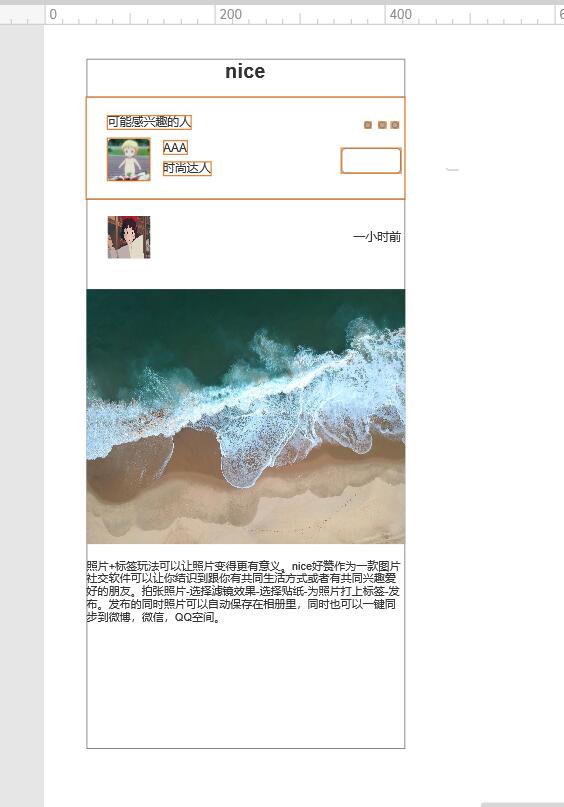 0 200 400 6
nice
可能感兴趣的人
AAA
时尚达人
一小时前
照片+标签玩法可以让照片变得更有意义。nice好赞作为一款图片
社交软件可以让你结识到跟你有共同生活方式或者有共同兴趣爱
好的朋友。拍张照片-选择滤镜效果-选择贴纸-为照片打上标签-发
布。发布的同时照片可以自动保存在相册里，同时也可以一键同
步到微博，微信，QQ空间。